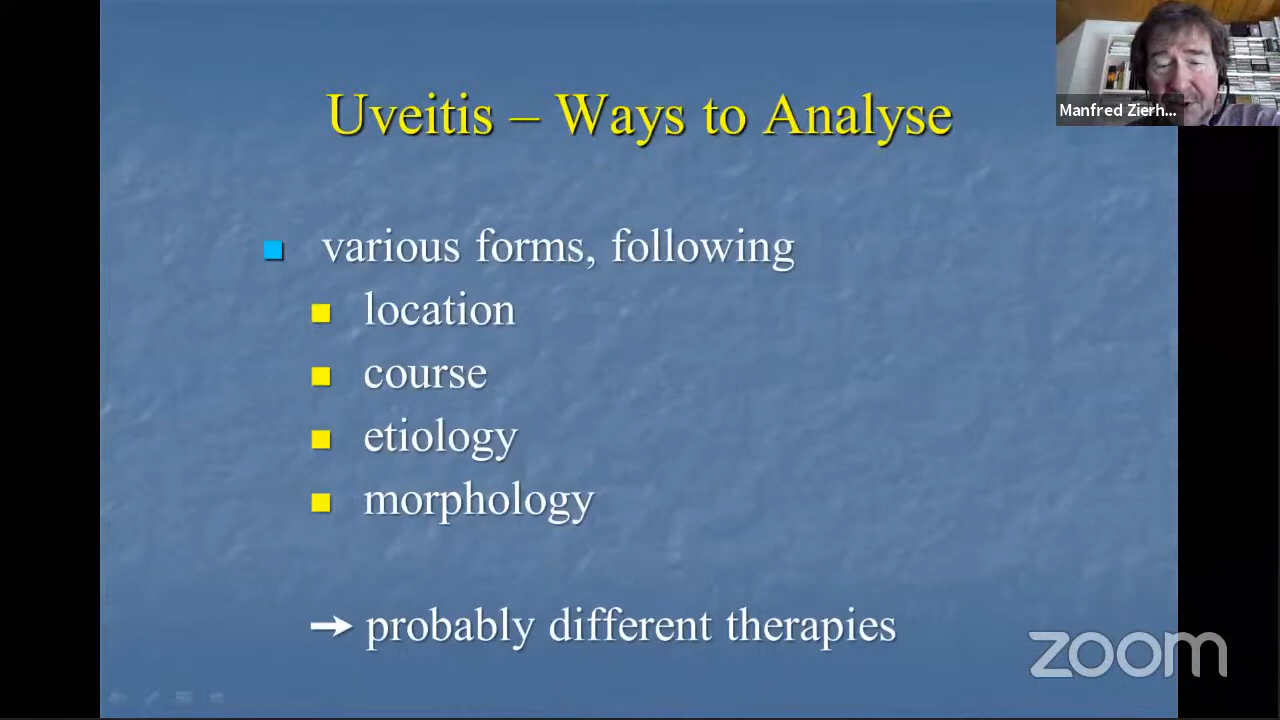 Uveitis – Ways to Analyse
Manfred Zierh...
various forms, following
location
course
etiology
morphology
→ probably different therapies
zoom